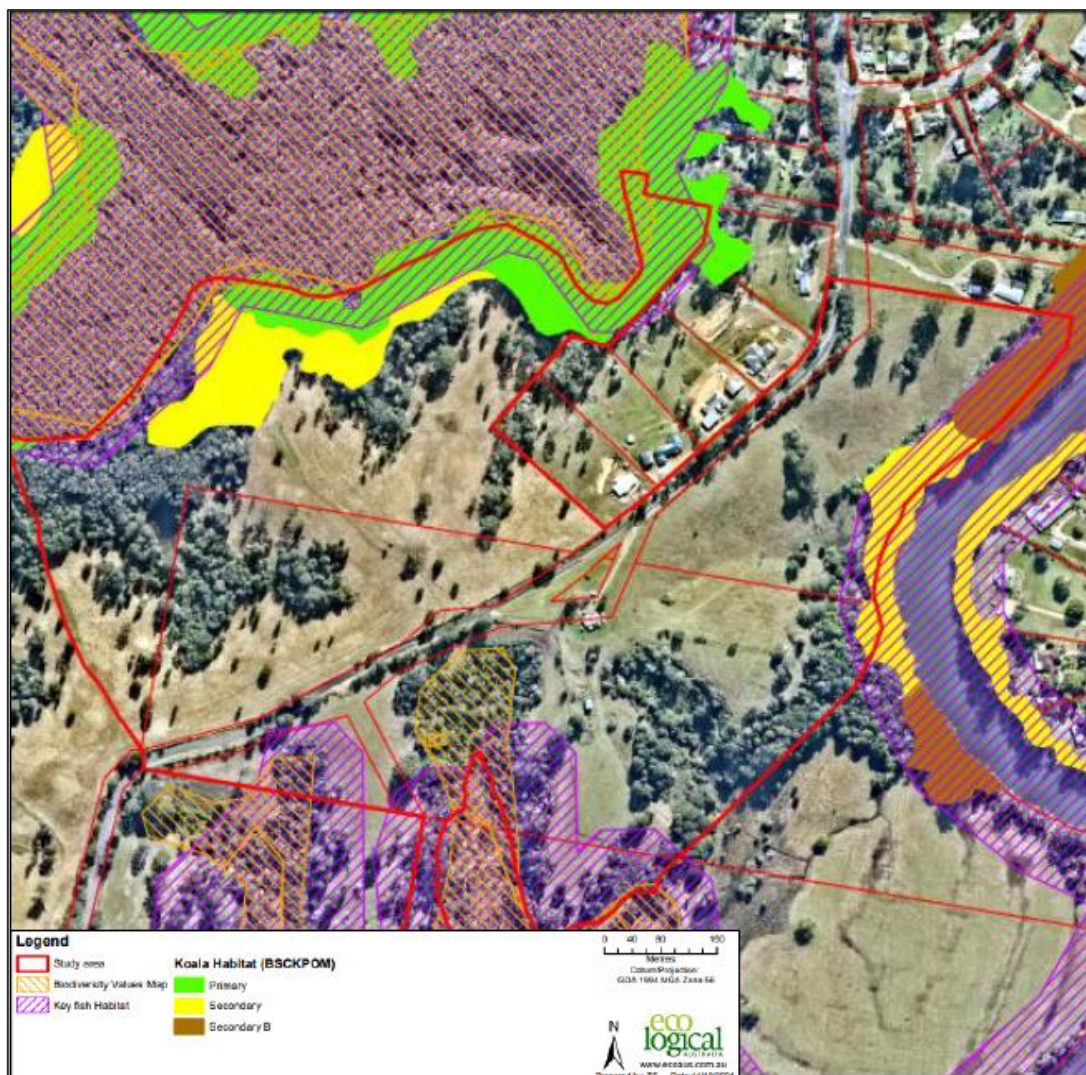 Legend
Study area
Biodiversity Values Map
Key fish Habitat
Koala Habitat (BSCKPOM)
Primary
Secondary
Secondary B
0 40 80 160
Metres
Datum/Projection:
GDA 1994 MGA Zone 56
N
eco
logical
AUSTRALIA
www.ecoaus.com.au